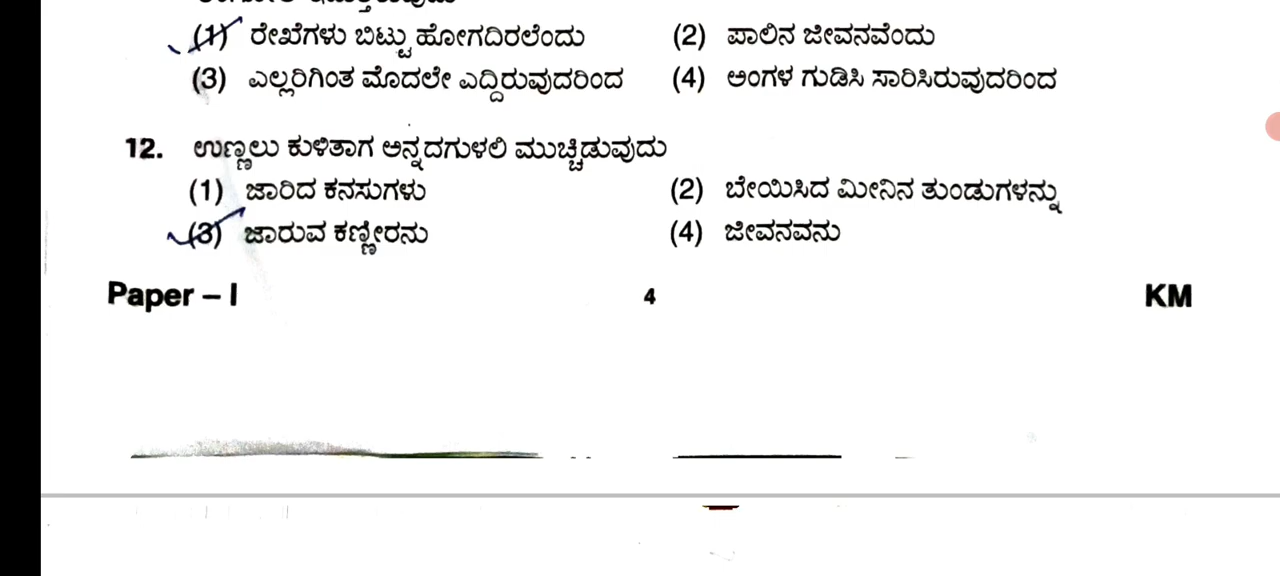 (1) ರೇಖೆಗಳು ಬಿಟ್ಟು ಹೋಗದಿರಲೆಂದು (2) ಪಾಲಿನ ಜೀವನವೆಂದು
(3) ಎಲ್ಲರಿಗಿಂತ ಮೊದಲೇ ಎದ್ದಿರುವುದರಿಂದ (4) ಅಂಗಳ ಗುಡಿಸಿ ಸಾರಿಸಿರುವುದರಿಂದ
12. ಉಣ್ಣಲು ಕುಳಿತಾಗ ಅನ್ನದಗುಳಲಿ ಮುಚ್ಚಿಡುವುದು
(1) ಜಾರಿದ ಕನಸುಗಳು (2) ಬೇಯಿಸಿದ ಮೀನಿನ ತುಂಡುಗಳನ್ನು
(3) ಜಾರುವ ಕಣ್ಣೀರನು (4) ಜೀವನವನು
Paper – I 4 KM